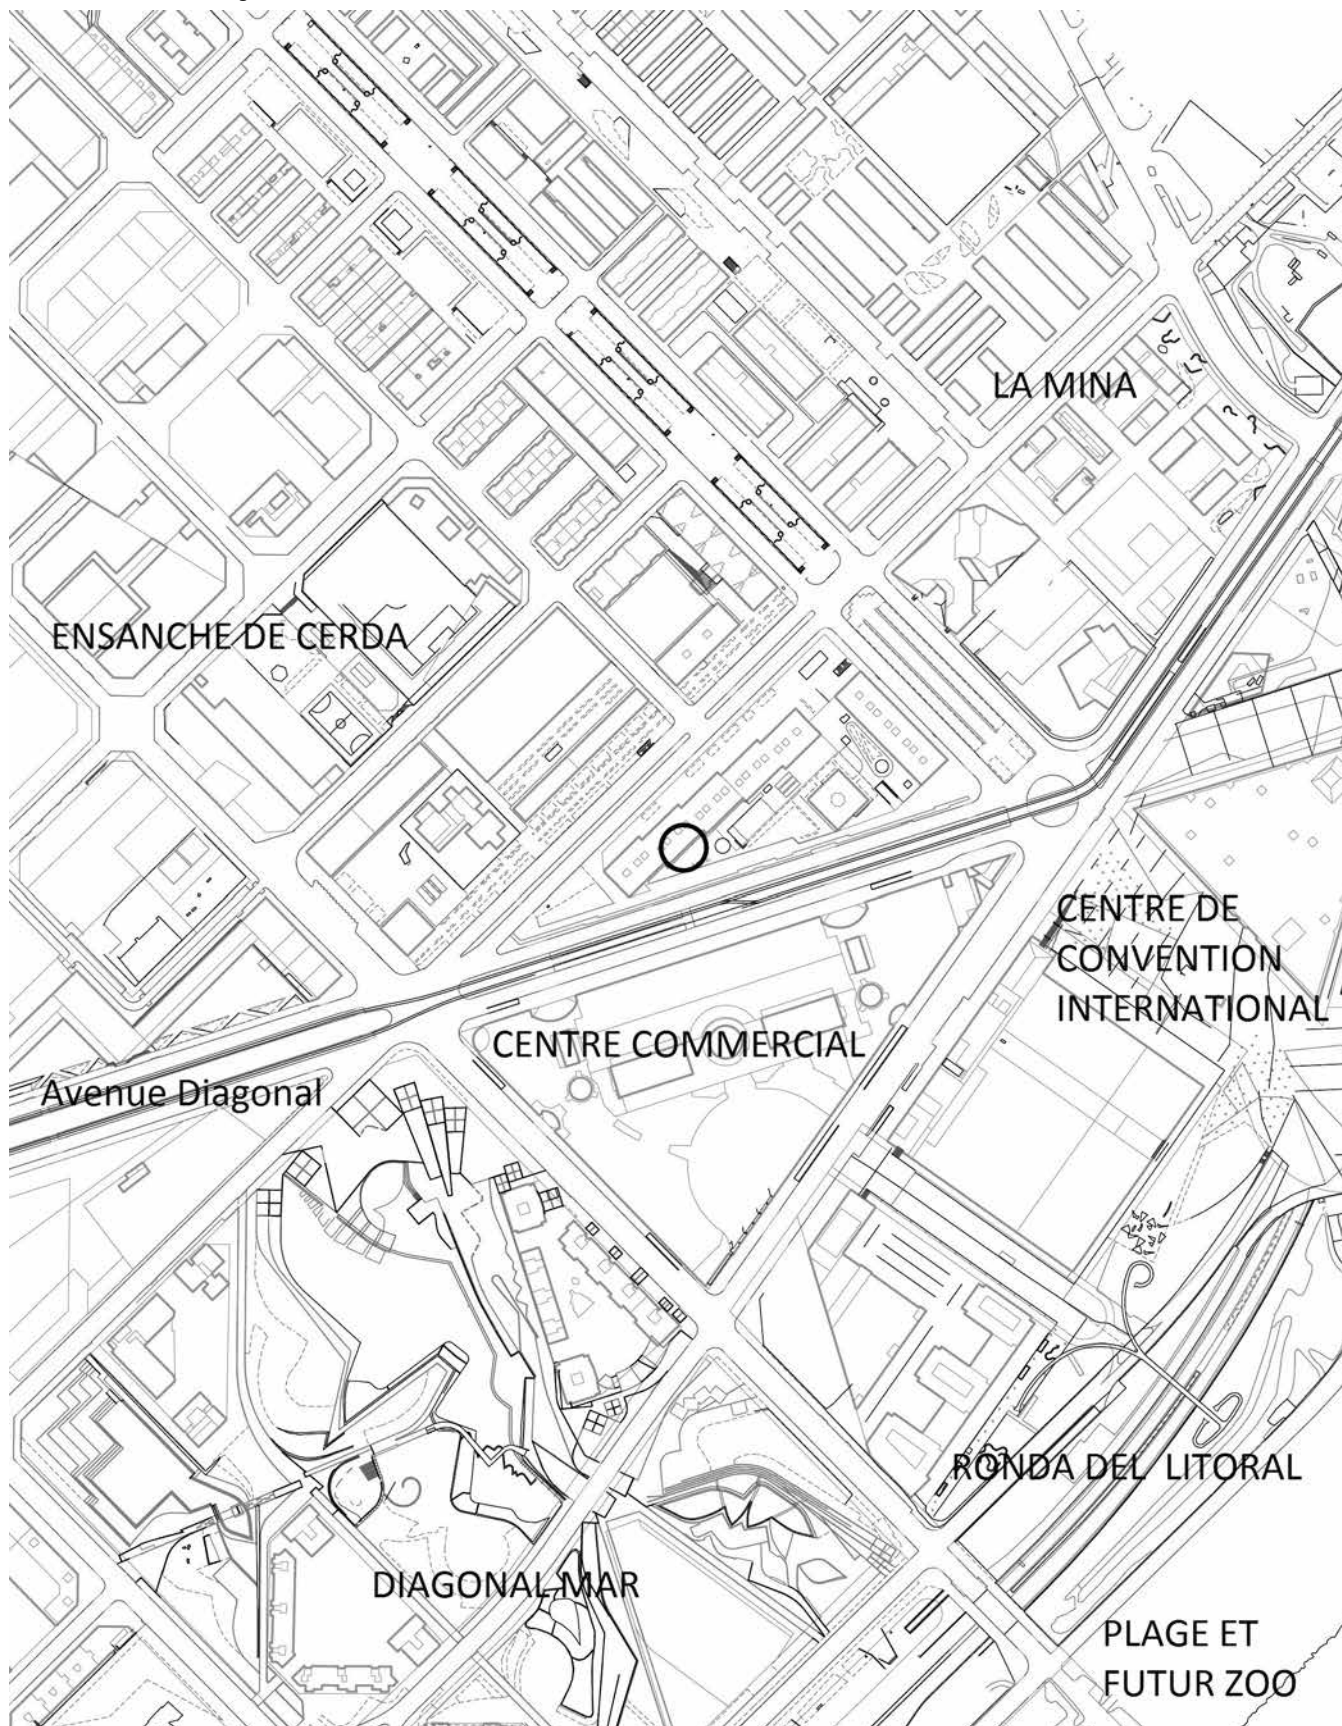 LA MINA
ENSANCHE DE CERDA
CENTRE DE
CONVENTION
INTERNATIONAL
CENTRE COMMERCIAL
Avenue Diagonal
RONDA DEL LITORAL
DIAGONAL MAR
PLAGE ET
FUTUR ZOO